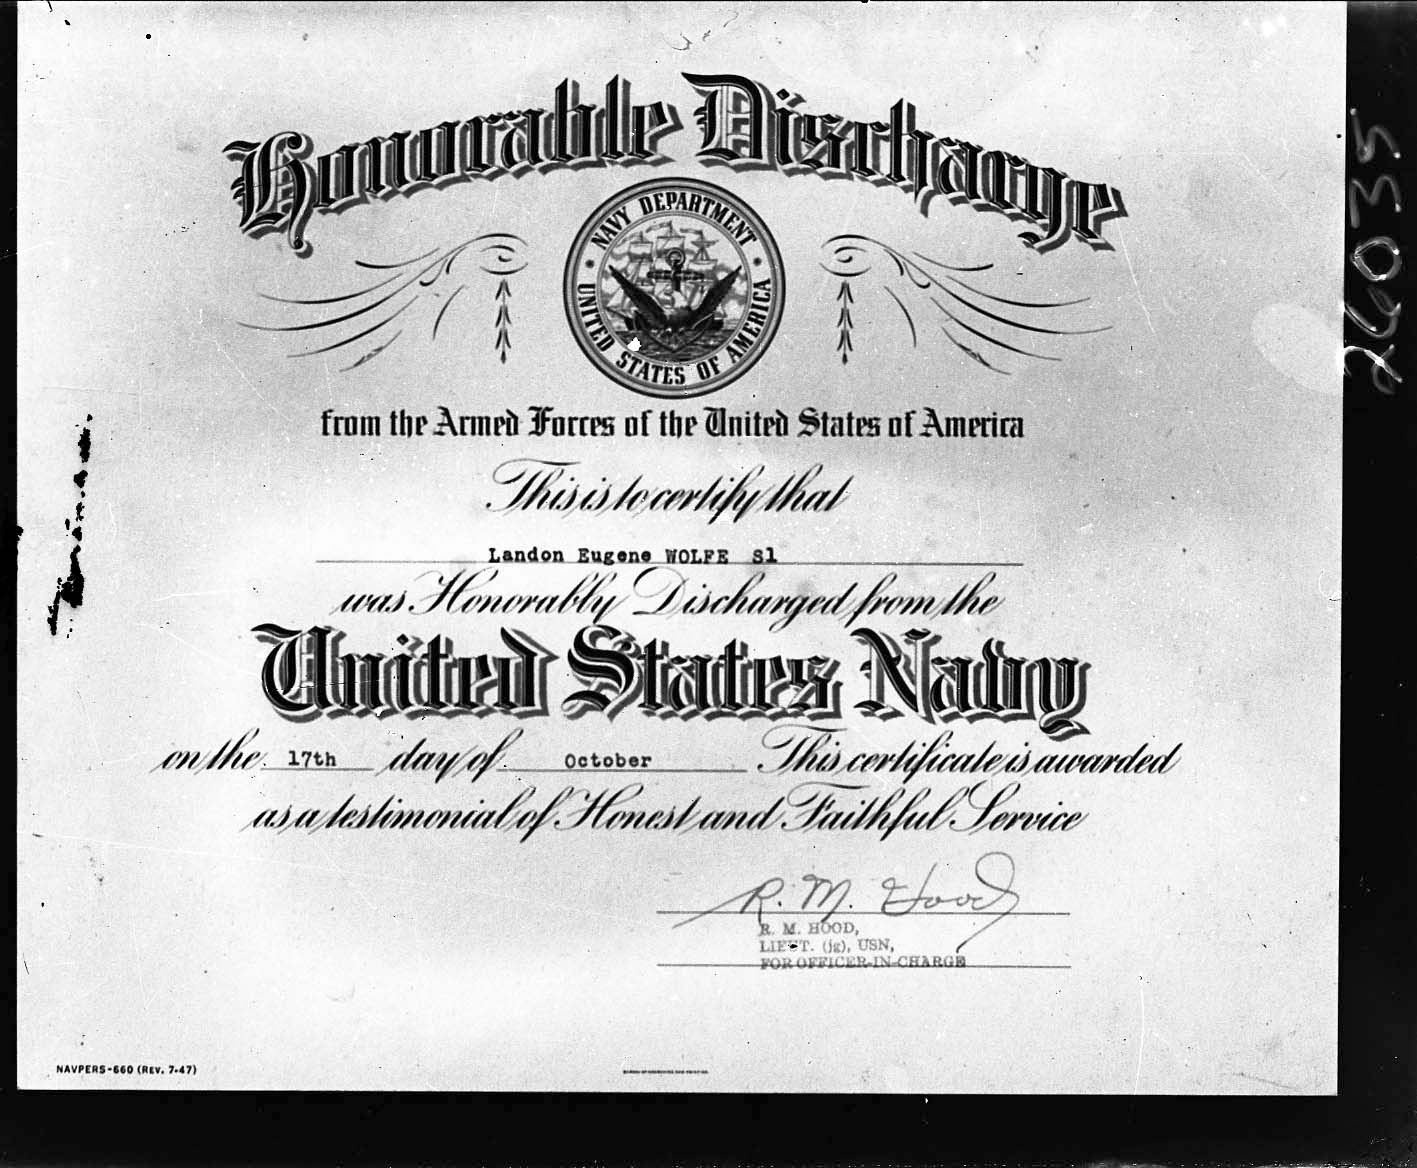 Honorable Discharge
NAVY DEPARTMENT
UNITED STATES OF AMERICA
from the Armed Forces of the United States of America
This is to certify that
Landon Eugene WOLFE S1
was Honorably Discharged from the
United States Navy
on the 17th day of October This certificate is awarded
as a testimonial of Honest and Faithful Service
R. M. Hood
R. M. HOOD,
LIEUT. (jg), USN,
FOR OFFICER-IN-CHARGE
NAVPERS-660 (REV. 7-47)
26035